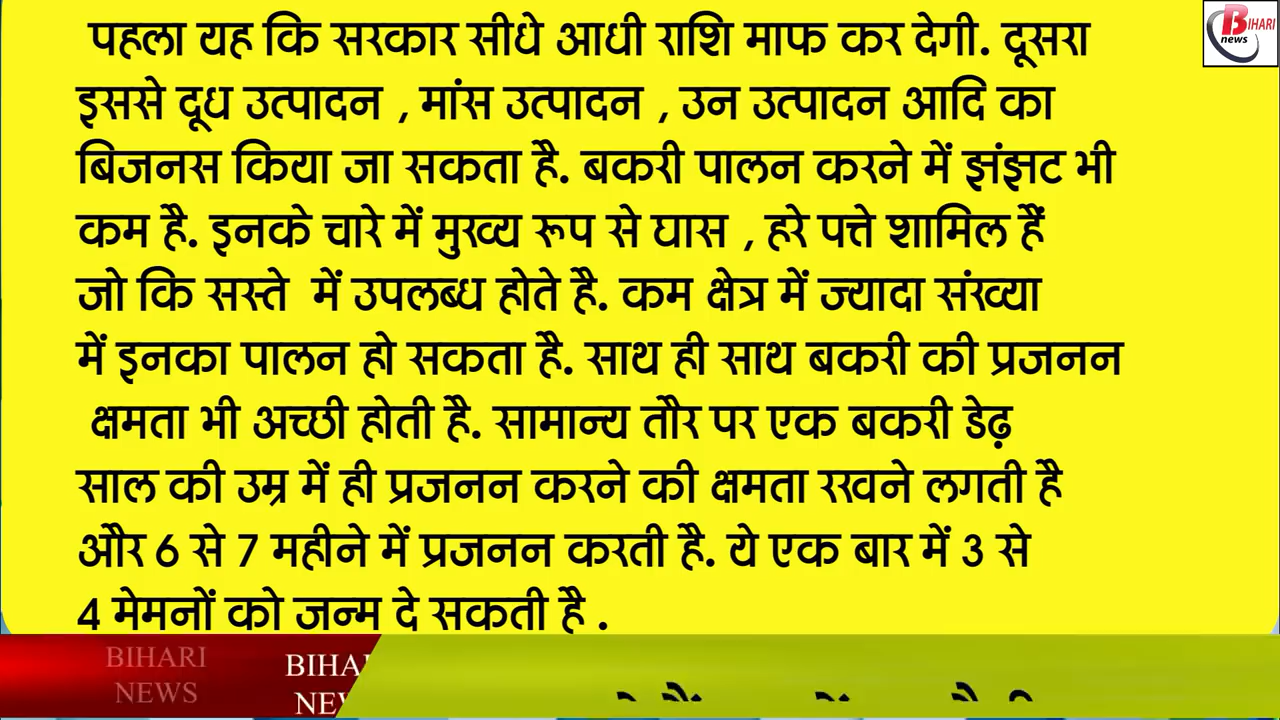 पहला यह कि सरकार सीधे आधी राशि माफ कर देगी. दूसरा
इससे दूध उत्पादन , मांस उत्पादन , उन उत्पादन आदि का
बिजनस किया जा सकता है. बकरी पालन करने में झंझट भी
कम है. इनके चारे में मुख्य रूप से घास , हरे पत्ते शामिल हैं
जो कि सस्ते में उपलब्ध होते है. कम क्षेत्र में ज्यादा संख्या
में इनका पालन हो सकता है. साथ ही साथ बकरी की प्रजनन
क्षमता भी अच्छी होती है. सामान्य तौर पर एक बकरी डेढ़
साल की उम्र में ही प्रजनन करने की क्षमता रखने लगती है
और 6 से 7 महीने में प्रजनन करती है. ये एक बार में 3 से
4 मेमनों को जन्म दे सकती है .
BIHARI
news
BIHARI
NEWS